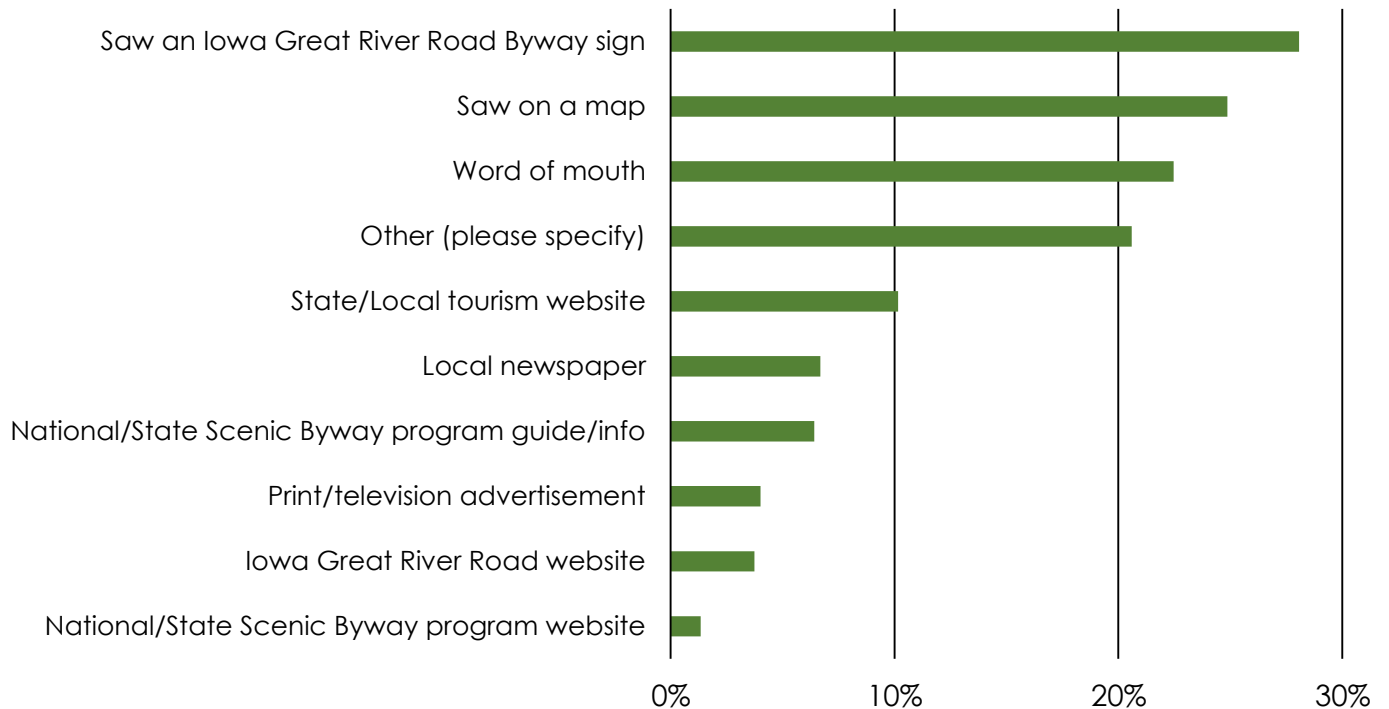 Saw an Iowa Great River Road Byway sign
Saw on a map
Word of mouth
Other (please specify)
State/Local tourism website
Local newspaper
National/State Scenic Byway program guide/info
Print/television advertisement
Iowa Great River Road website
National/State Scenic Byway program website
0% 10% 20% 30%